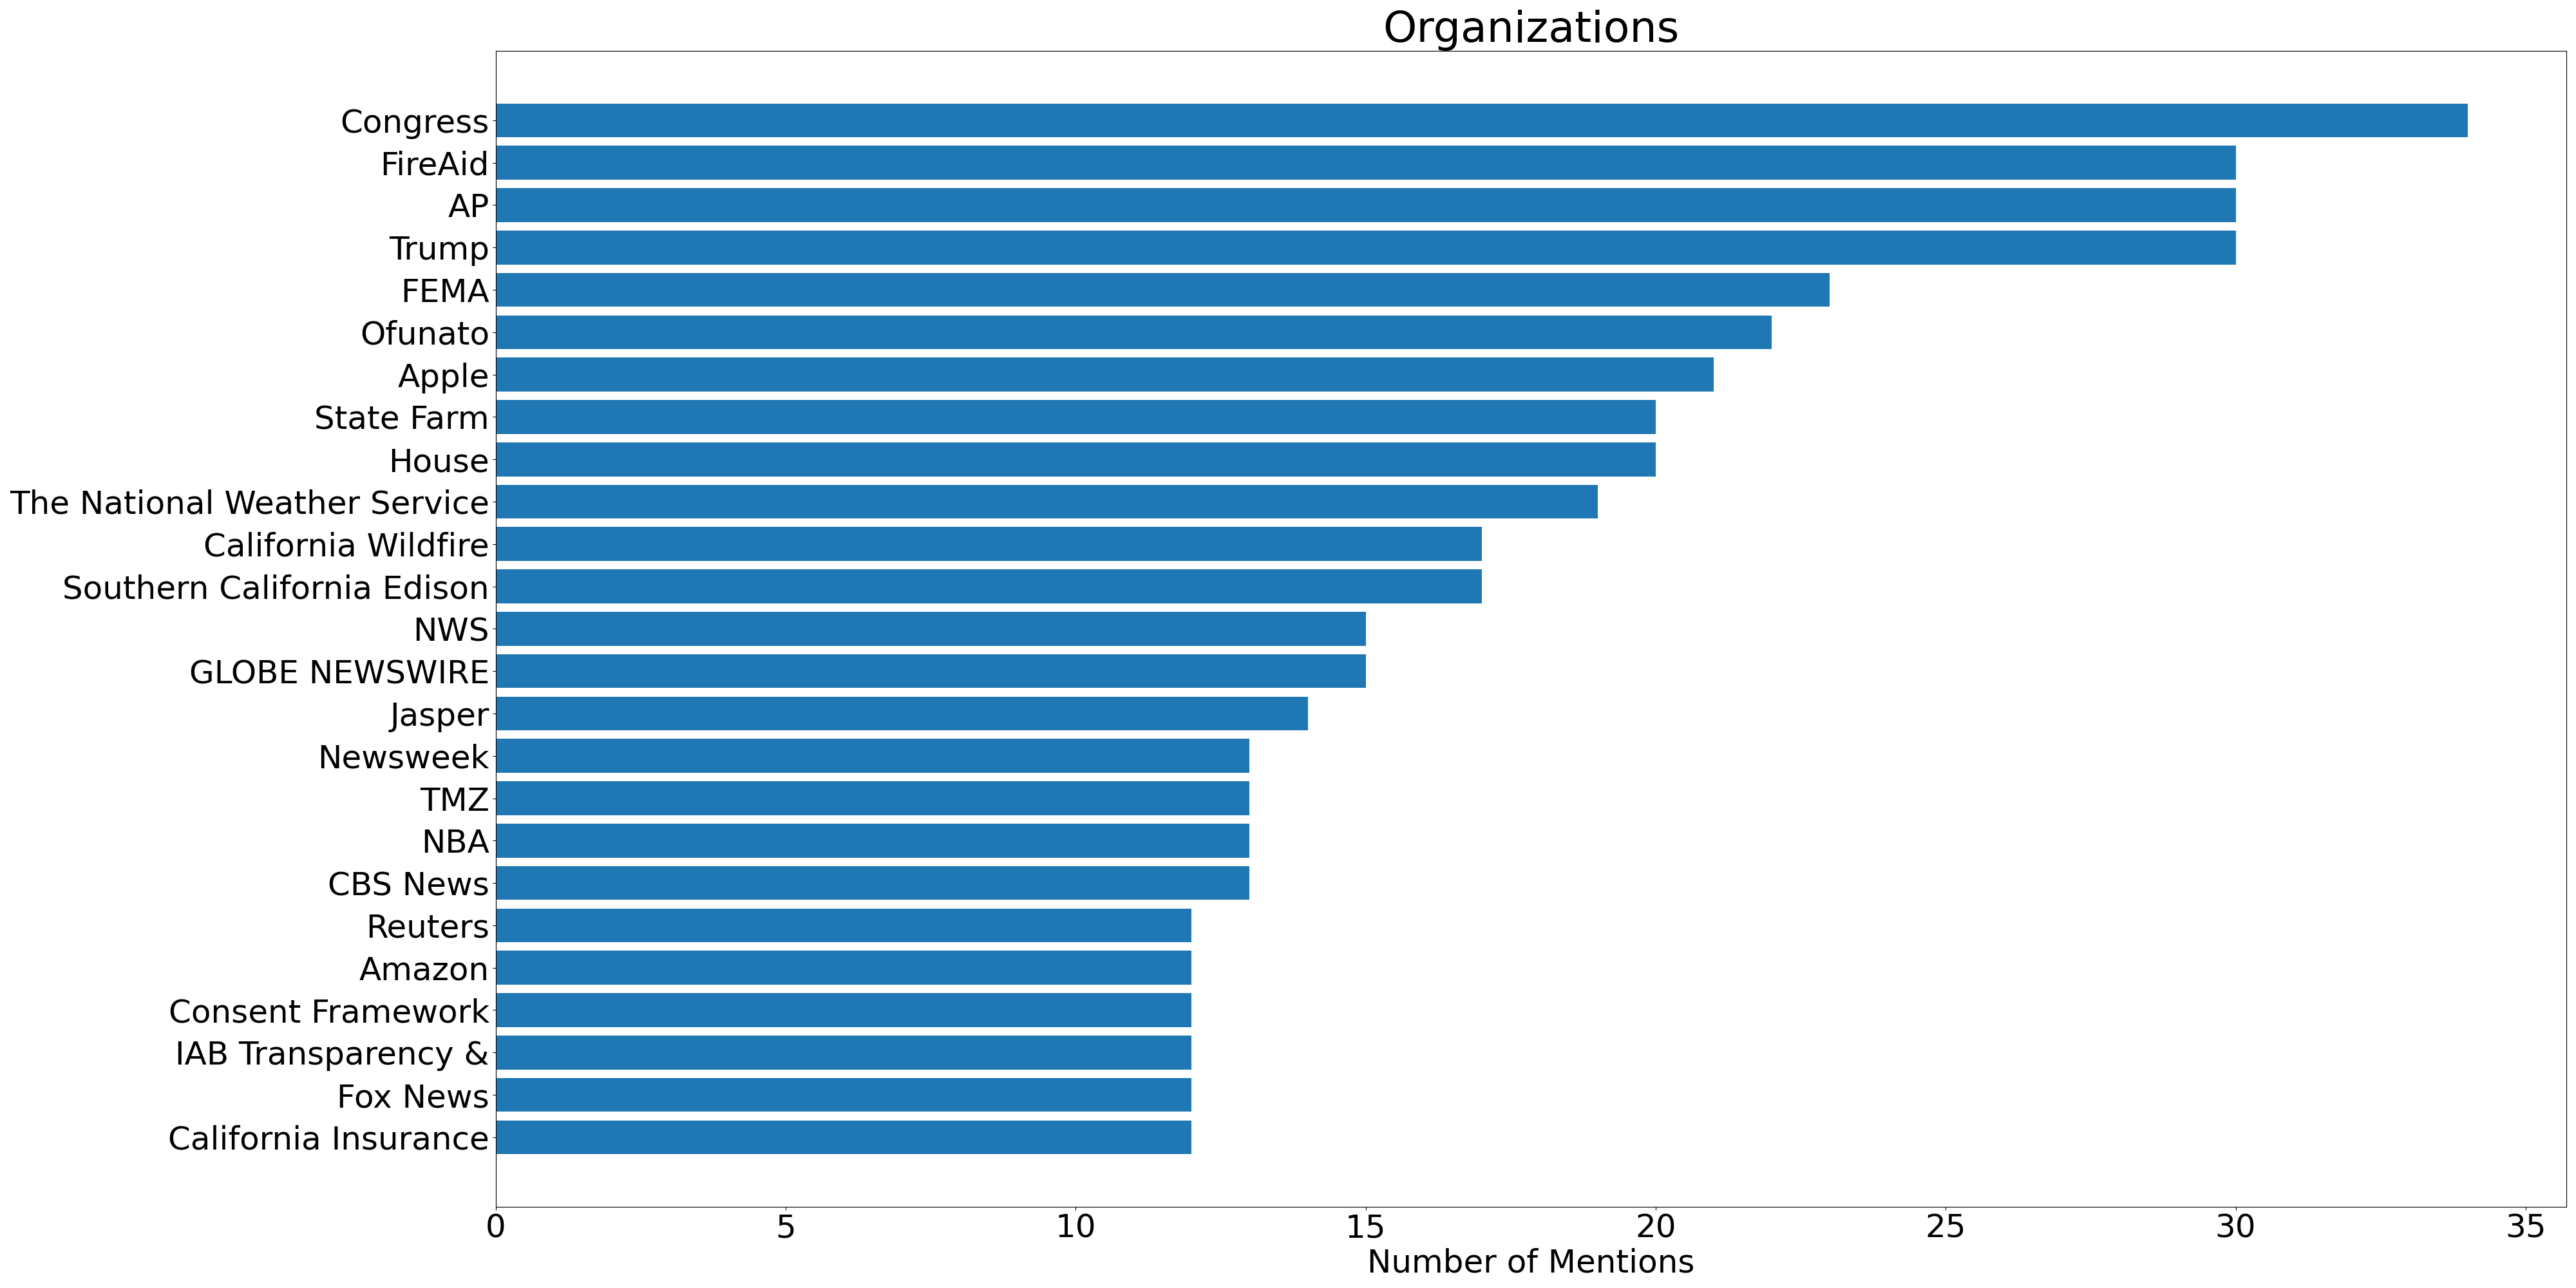 Organizations
Congress
FireAid
AP
Trump
FEMA
Ofunato
Apple
State Farm
House
The National Weather Service
California Wildfire
Southern California Edison
NWS
GLOBE NEWSWIRE
Jasper
Newsweek
TMZ
NBA
CBS News
Reuters
Amazon
Consent Framework
IAB Transparency &
Fox News
California Insurance
0 5 10 15 20 25 30 35
Number of Mentions